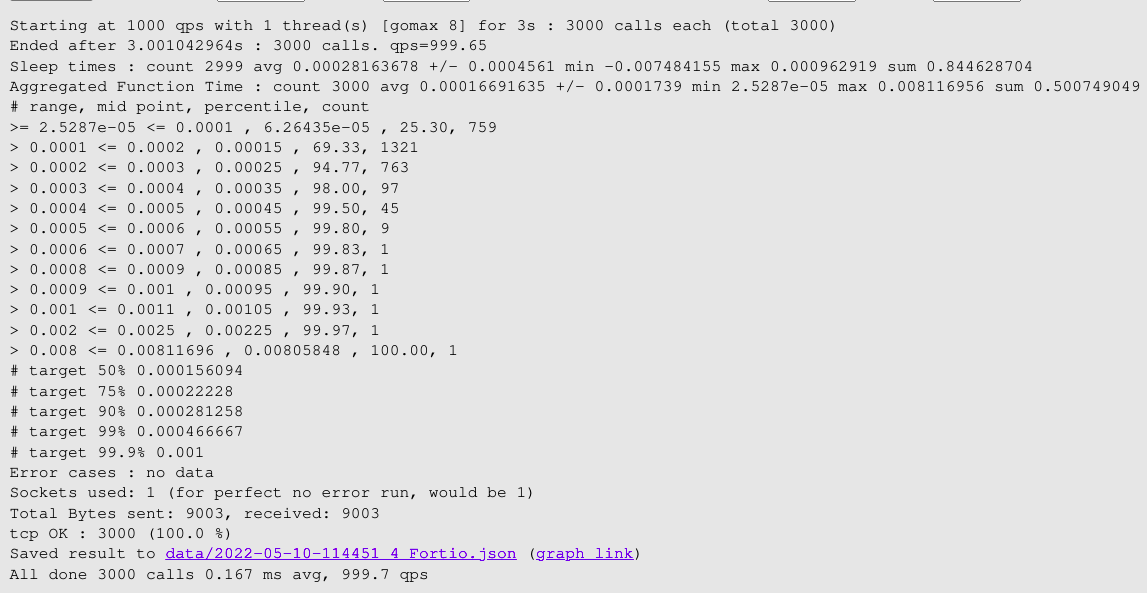 Starting at 1000 qps with 1 thread(s) [gomax 8] for 3s : 3000 calls each (total 3000)
Ended after 3.001042964s : 3000 calls. qps=999.65
Sleep times : count 2999 avg 0.00028163678 +/- 0.0004561 min -0.007484155 max 0.000962919 sum 0.844628704
Aggregated Function Time : count 3000 avg 0.00016691635 +/- 0.0001739 min 2.5287e-05 max 0.008116956 sum 0.500749049
# range, mid point, percentile, count
>= 2.5287e-05 <= 0.0001 , 6.26435e-05 , 25.30, 759
> 0.0001 <= 0.0002 , 0.00015 , 69.33, 1321
> 0.0002 <= 0.0003 , 0.00025 , 94.77, 763
> 0.0003 <= 0.0004 , 0.00035 , 98.00, 97
> 0.0004 <= 0.0005 , 0.00045 , 99.50, 45
> 0.0005 <= 0.0006 , 0.00055 , 99.80, 9
> 0.0006 <= 0.0007 , 0.00065 , 99.83, 1
> 0.0008 <= 0.0009 , 0.00085 , 99.87, 1
> 0.0009 <= 0.001 , 0.00095 , 99.90, 1
> 0.001 <= 0.0011 , 0.00105 , 99.93, 1
> 0.002 <= 0.0025 , 0.00225 , 99.97, 1
> 0.008 <= 0.00811696 , 0.00805848 , 100.00, 1
# target 50% 0.000156094
# target 75% 0.00022228
# target 90% 0.000281258
# target 99% 0.000466667
# target 99.9% 0.001
Error cases : no data
Sockets used: 1 (for perfect no error run, would be 1)
Total Bytes sent: 9003, received: 9003
tcp OK : 3000 (100.0 %)
Saved result to data/2022-05-10-114451_4_Fortio.json (graph link)
All done 3000 calls 0.167 ms avg, 999.7 qps